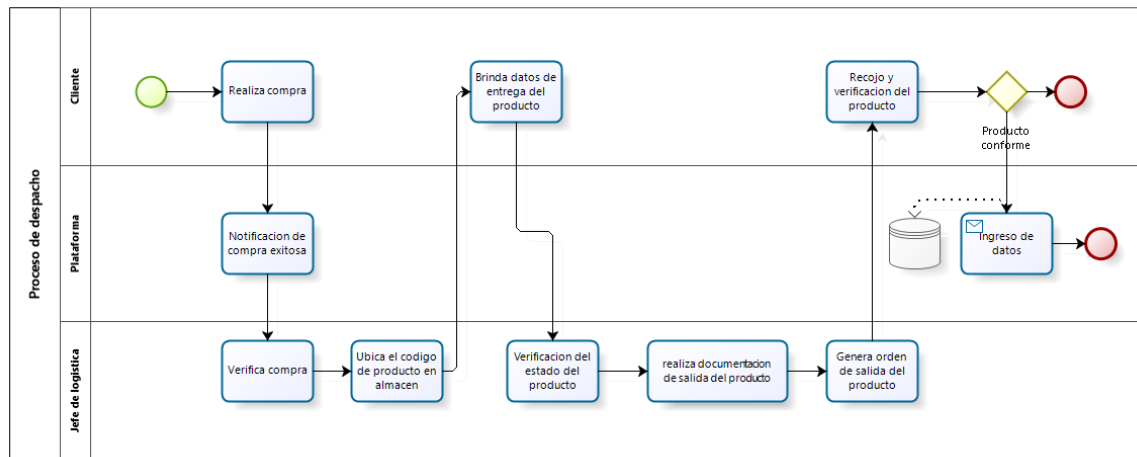 Proceso de despacho
Cliente
Realiza compra
Brinda datos de
entrega del
producto
Recojo y
verificacion del
producto
Producto
conforme
Plataforma
Notificacion de
compra exitosa
Ingreso de
datos
Jefe de logistica
Verifica compra
Ubica el codigo
de producto en
almacen
Verificacion del
estado del
producto
realiza documentacion
de salida del producto
Genera orden
de salida del
producto